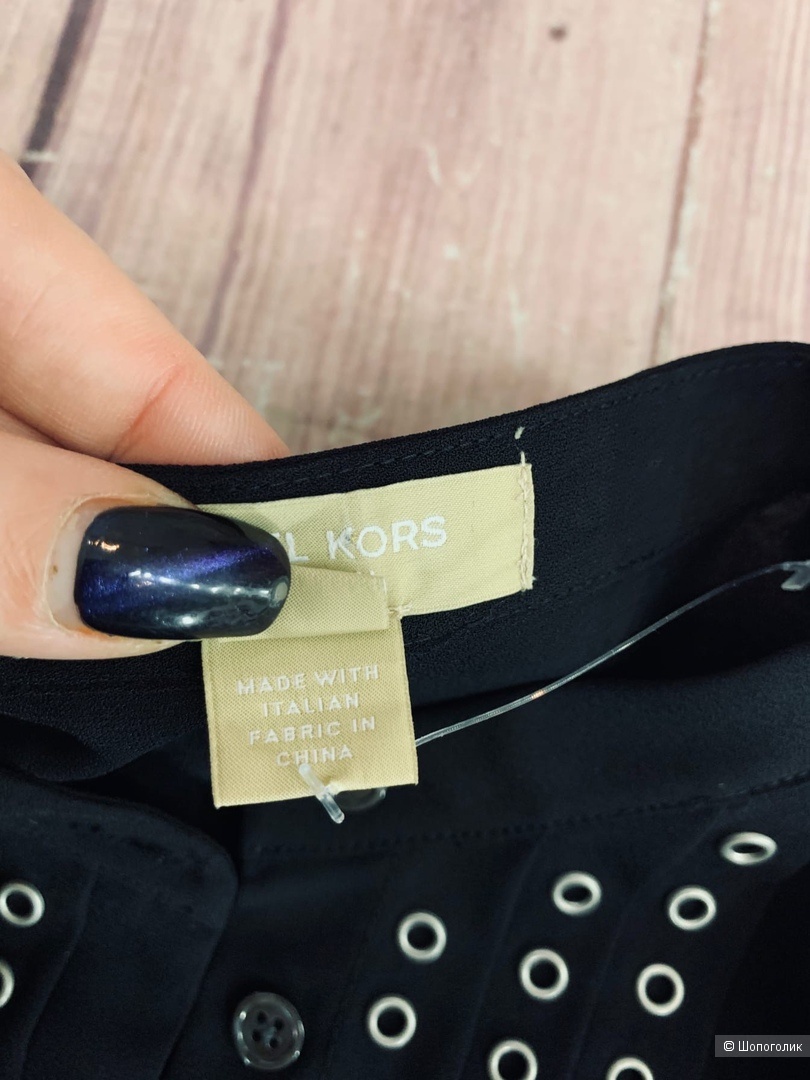 L KORS
MADE WITH
ITALIAN
FABRIC IN
CHINA
© Шопоголик